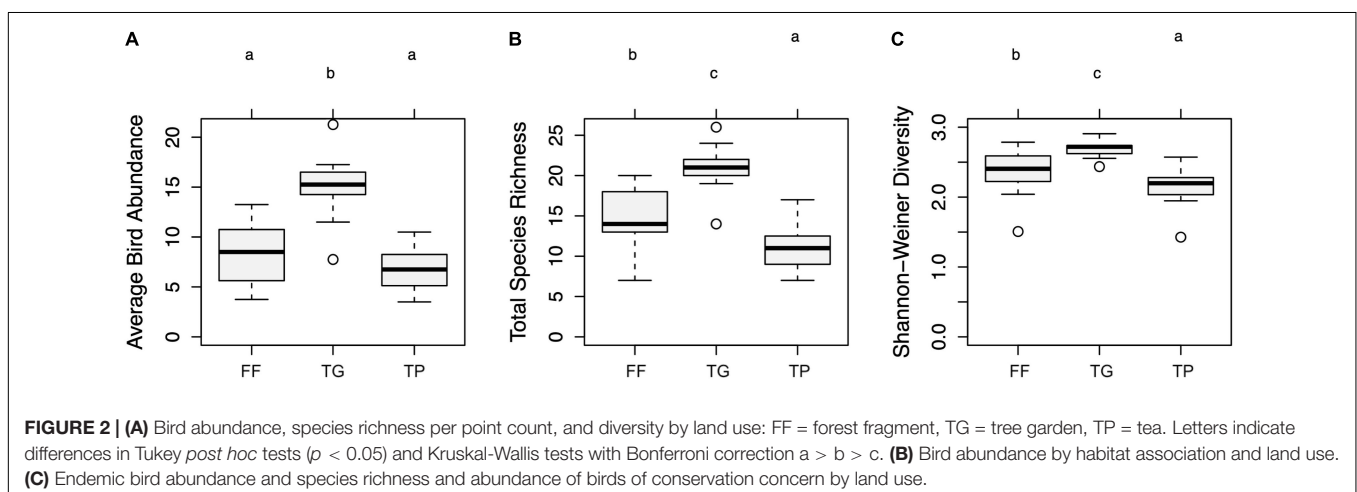 A
a
b
a
Average Bird Abundance
20
15
10
5
0
FF TG TP
B
b
c
a
Total Species Richness
25
20
15
10
5
0
FF TG TP
C
b
c
a
Shannon−Weiner Diversity
3.0
2.0
1.0
0.0
FF TG TP
FIGURE 2 | (A) Bird abundance, species richness per point count, and diversity by land use: FF = forest fragment, TG = tree garden, TP = tea. Letters indicate
differences in Tukey post hoc tests (p < 0.05) and Kruskal-Wallis tests with Bonferroni correction a > b > c. (B) Bird abundance by habitat association and land use.
(C) Endemic bird abundance and species richness and abundance of birds of conservation concern by land use.